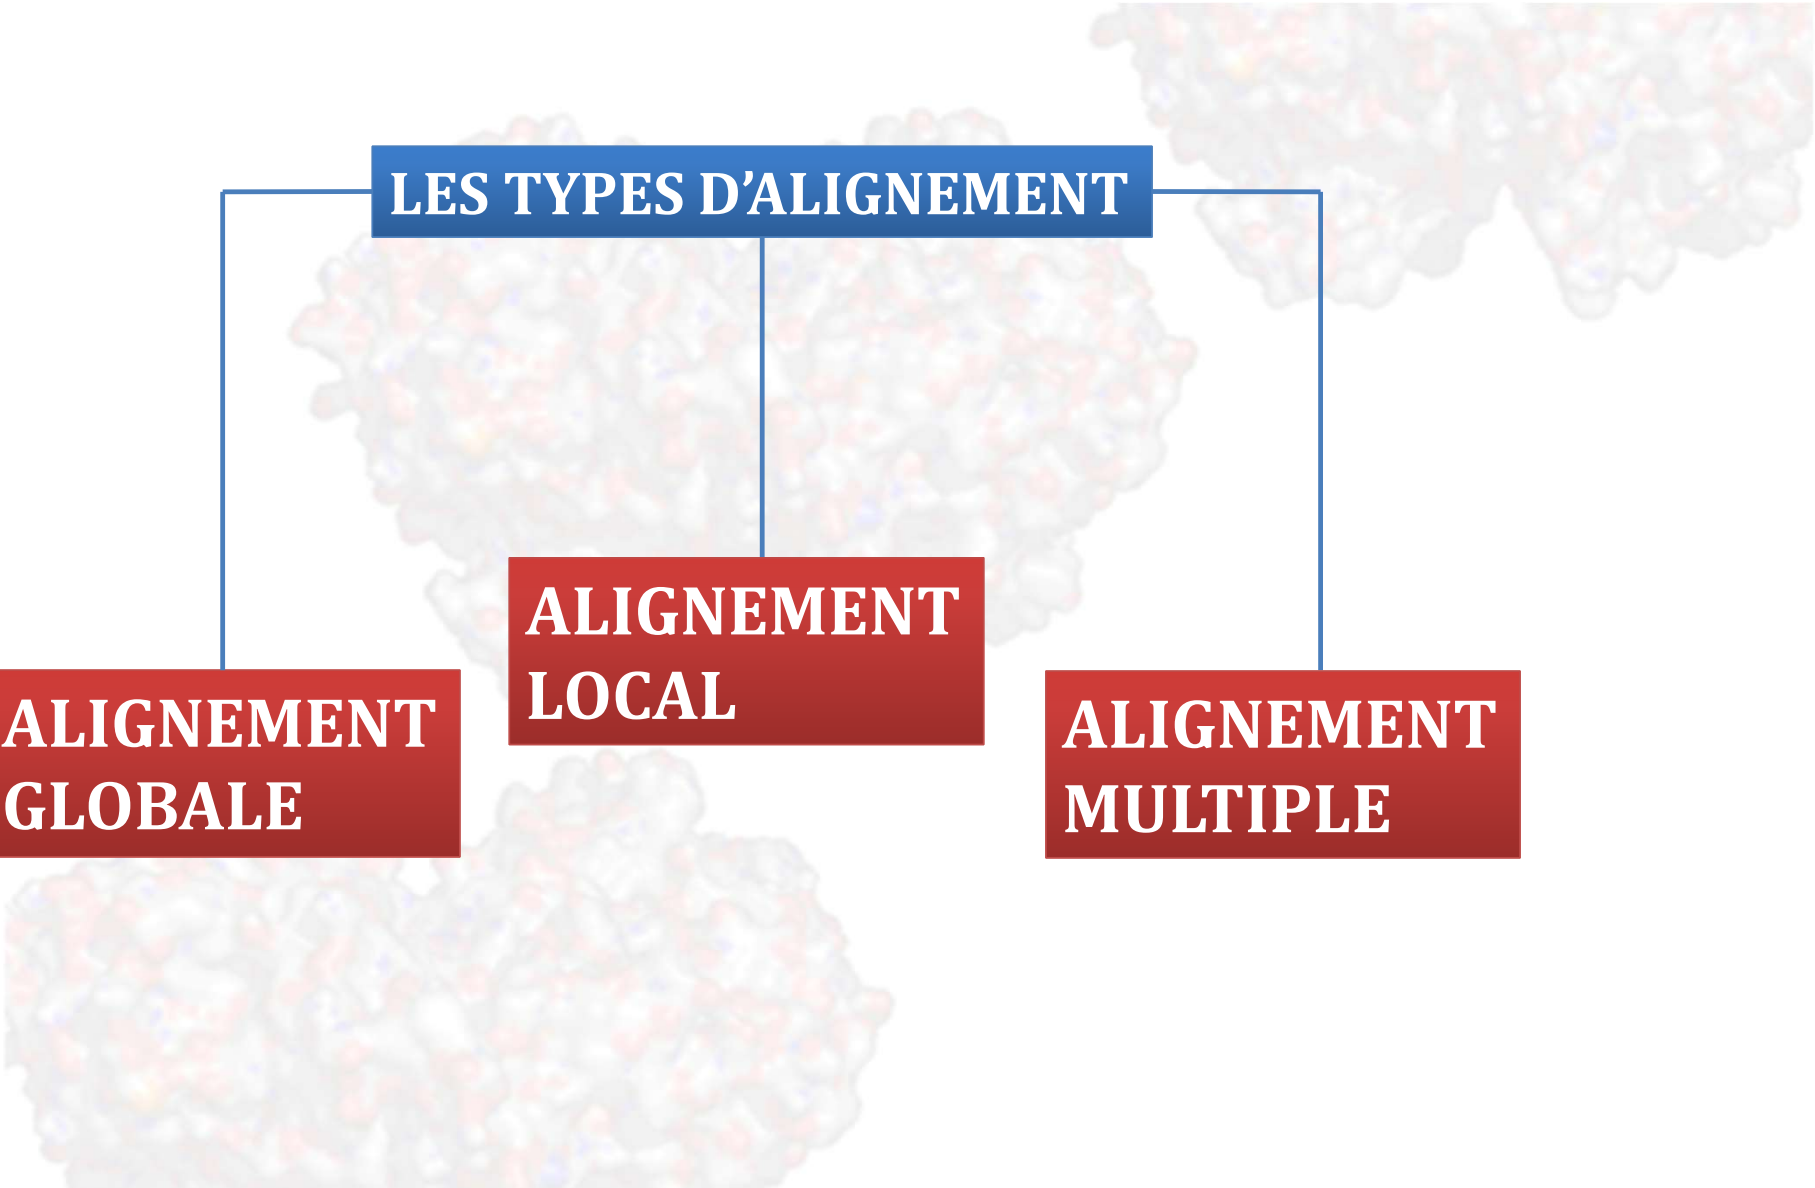 LES TYPES D’ALIGNEMENT
ALIGNEMENT
LOCAL
ALIGNEMENT
GLOBALE
ALIGNEMENT
MULTIPLE